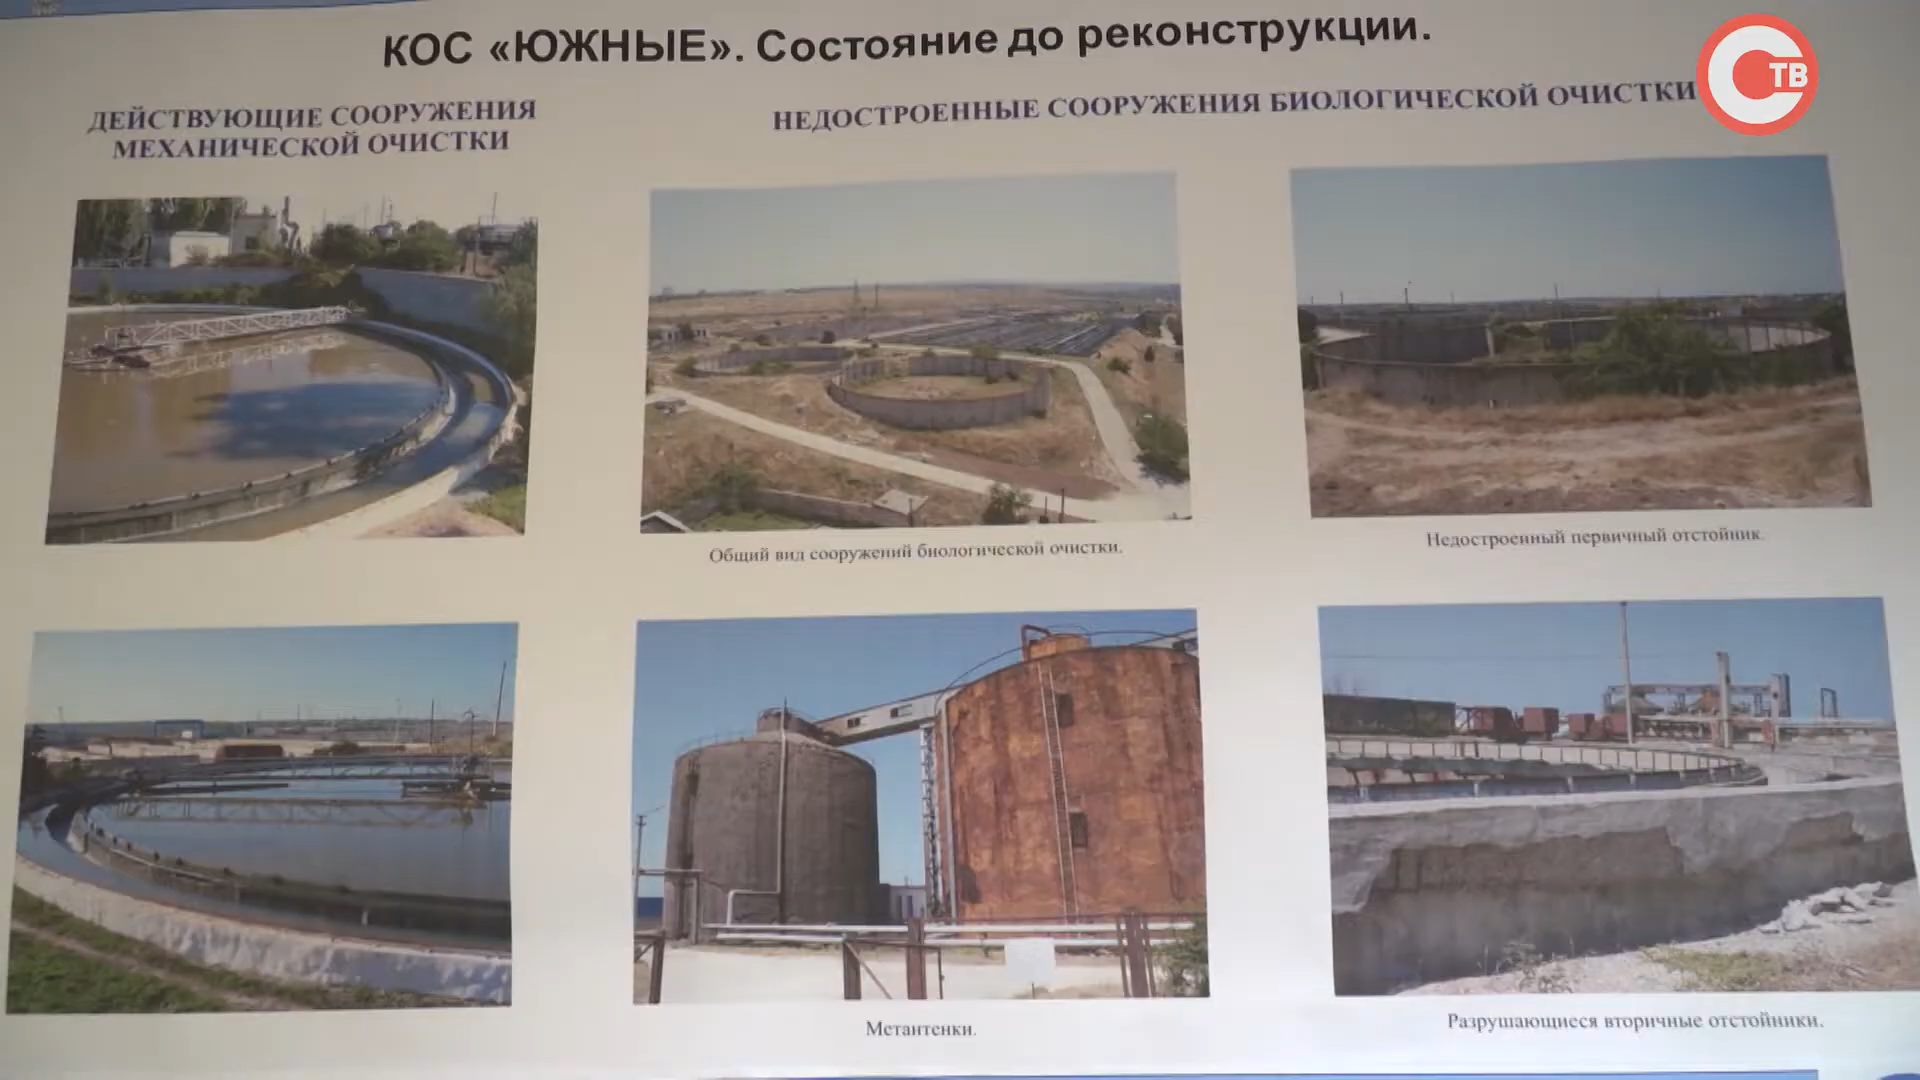 КОС «ЮЖНЫЕ». Состояние до реконструкции.
СТВ
ДЕЙСТВУЮЩИЕ СООРУЖЕНИЯ
МЕХАНИЧЕСКОЙ ОЧИСТКИ
НЕДОСТРОЕННЫЕ СООРУЖЕНИЯ БИОЛОГИЧЕСКОЙ ОЧИСТКИ
Общий вид сооружений биологической очистки.
Недостроенный первичный отстойник.
Метантенки.
Разрушающиеся вторичные отстойники.